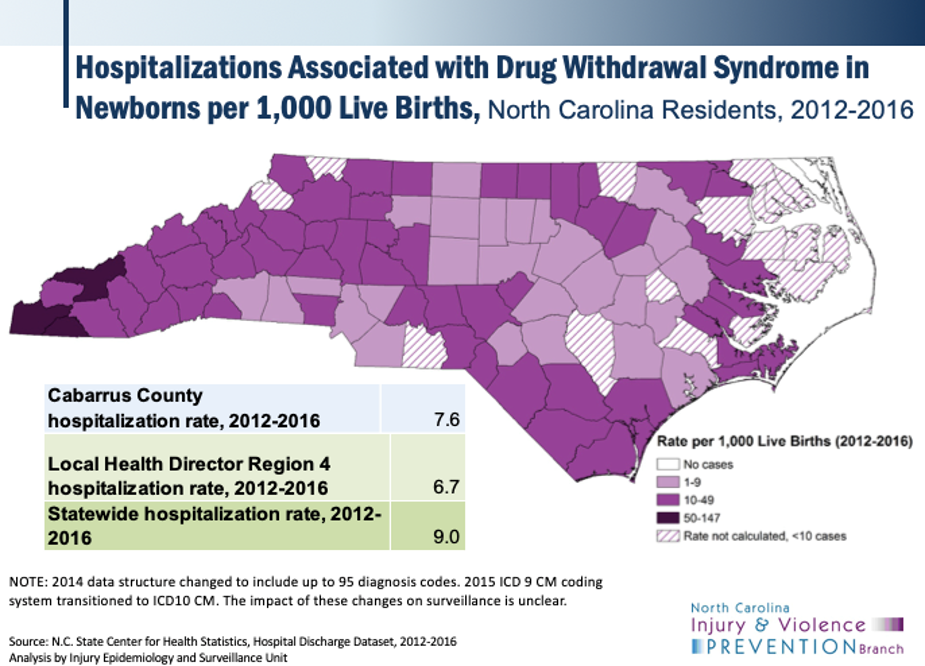 Hospitalizations Associated with Drug Withdrawal Syndrome in
Newborns per 1,000 Live Births, North Carolina Residents, 2012-2016
Cabarrus County
hospitalization rate, 2012-2016 7.6
Local Health Director Region 4
hospitalization rate, 2012-2016 6.7
Statewide hospitalization rate, 2012-
2016 9.0
Rate per 1,000 Live Births (2012-2016)
No cases
1-9
10-49
50-147
Rate not calculated, <10 cases
NOTE: 2014 data structure changed to include up to 95 diagnosis codes. 2015 ICD 9 CM coding
system transitioned to ICD10 CM. The impact of these changes on surveillance is unclear.
Source: N.C. State Center for Health Statistics, Hospital Discharge Dataset, 2012-2016
Analysis by Injury Epidemiology and Surveillance Unit
North Carolina
Injury & Violence
PREVENTION Branch